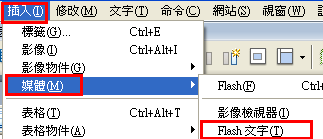 插入(I) 修改(M) 文字(T) 命令(C) 網站(S) 視窗(W)
標籤(G)... Ctrl+E
影像(I) Ctrl+Alt+I
影像物件(G)
媒體(M) Flash(F) Ctrl+
影像檢視器(I)
表格(T) Ctrl+Alt+T Flash 文字(T)
表格物件(A)